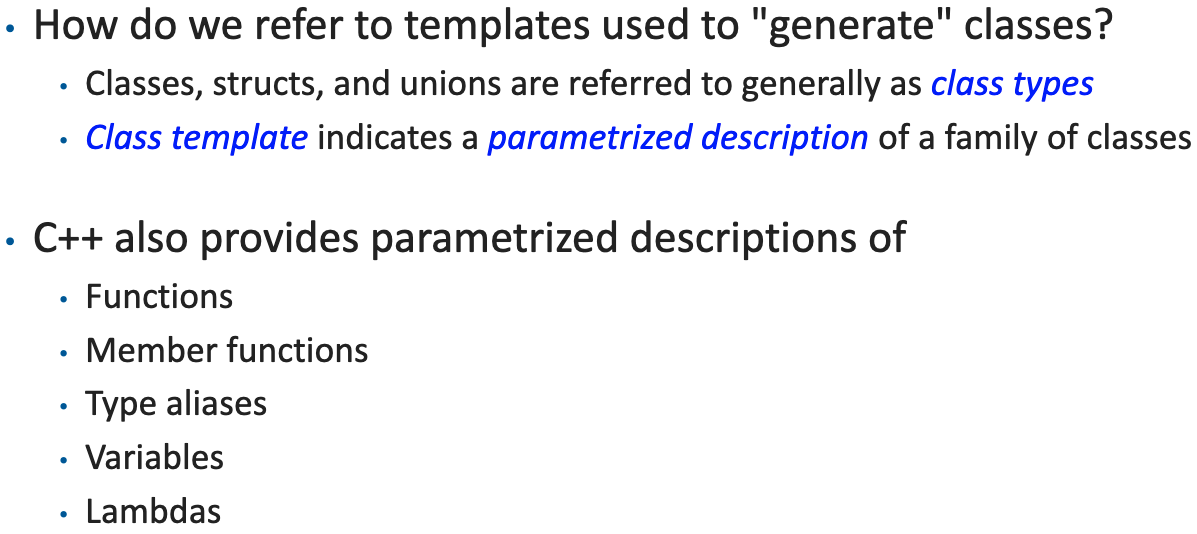 • How do we refer to templates used to "generate" classes?
• Classes, structs, and unions are referred to generally as class types
• Class template indicates a parametrized description of a family of classes
• C++ also provides parametrized descriptions of
• Functions
• Member functions
• Type aliases
• Variables
• Lambdas